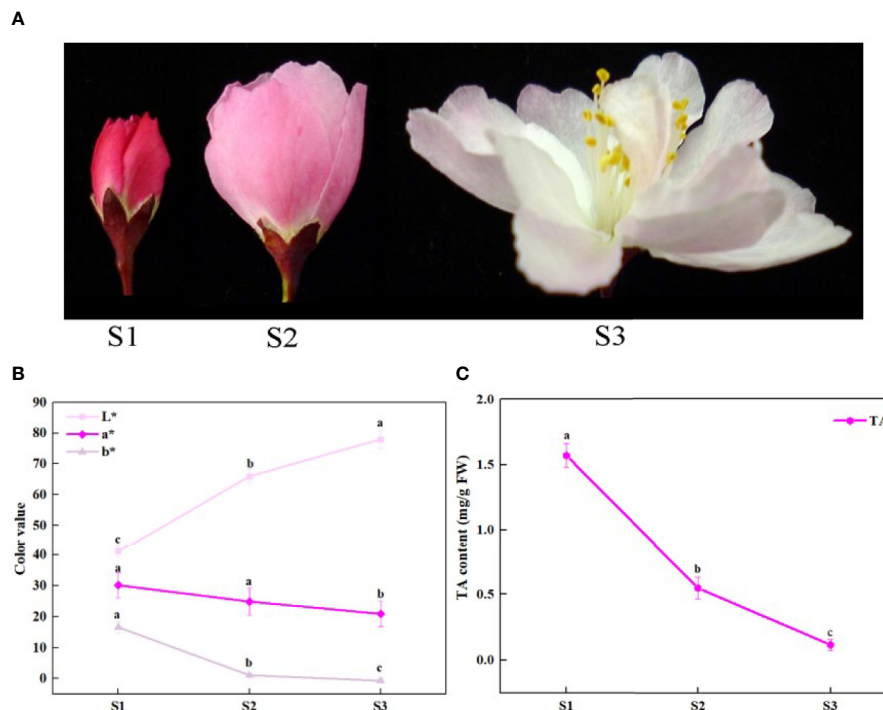 A
S1 S2 S3
B
90
80
70
60
50
40
30
20
10
0
Color value
L*
a*
b*
c
b
a
a
a
b
a
b
c
S1 S2 S3
C
2.0
1.5
1.0
0.5
0.0
TA content (mg/g FW)
TA
a
b
c
S1 S2 S3